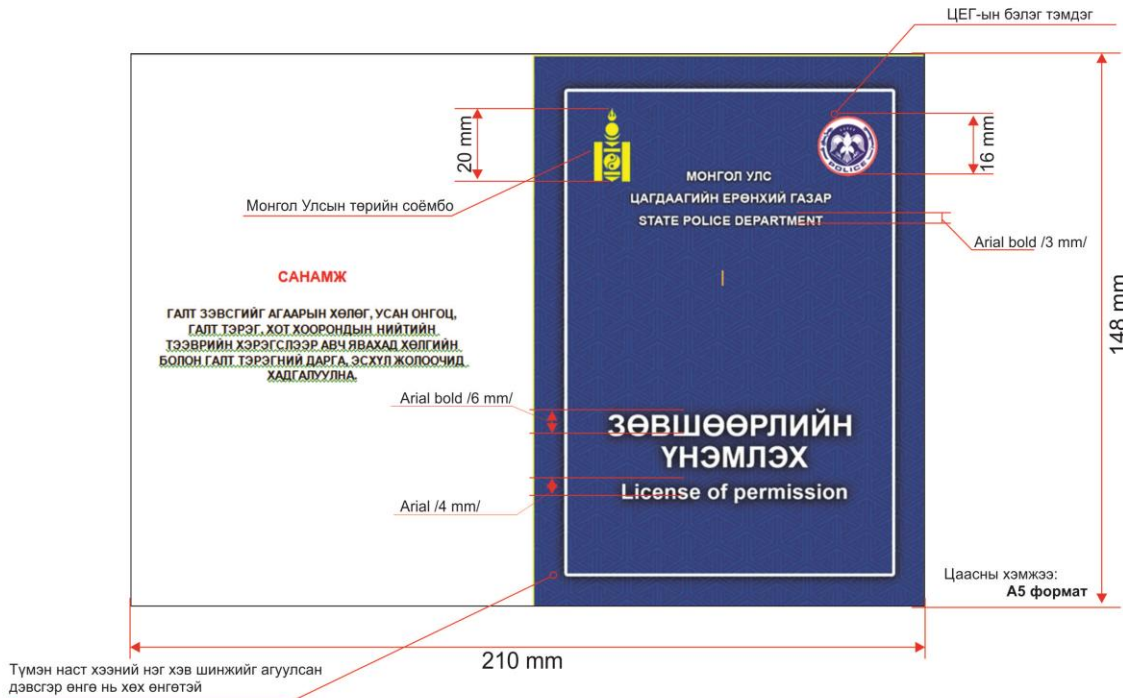 ЦЕГ-ын бэлэг тэмдэг
20 mm
16 mm
POLICE
МОНГОЛ УЛС
ЦАГДААГИЙН ЕРӨНХИЙ ГАЗАР
STATE POLICE DEPARTMENT
Монгол Улсын төрийн соёмбо
Arial bold /3 mm/
САНАМЖ
ГАЛТ ЗЭВСГИЙГ АГААРЫН ХӨЛӨГ, УСАН ОНГОЦ,
ГАЛТ ТЭРЭГ, ХОТ ХООРОНДЫН НИЙТИЙН
ТЭЭВРИЙН ХЭРЭГСЛЭЭР АВЧ ЯВАХАД ХӨЛГИЙН
БОЛОН ГАЛТ ТЭРЭГНИЙ ДАРГА, ЭСХҮЛ ЖОЛООЧИД
ХАДГАЛУУЛНА.
148 mm
Arial bold /6 mm/
ЗӨВШӨӨРЛИЙН
ҮНЭМЛЭХ
License of permission
Arial /4 mm/
Цаасны хэмжээ:
А5 формат
210 mm
Түмэн наст хээний нэг хэв шинжийг агуулсан
дэвсгэр өнгө нь хөх өнгөтэй